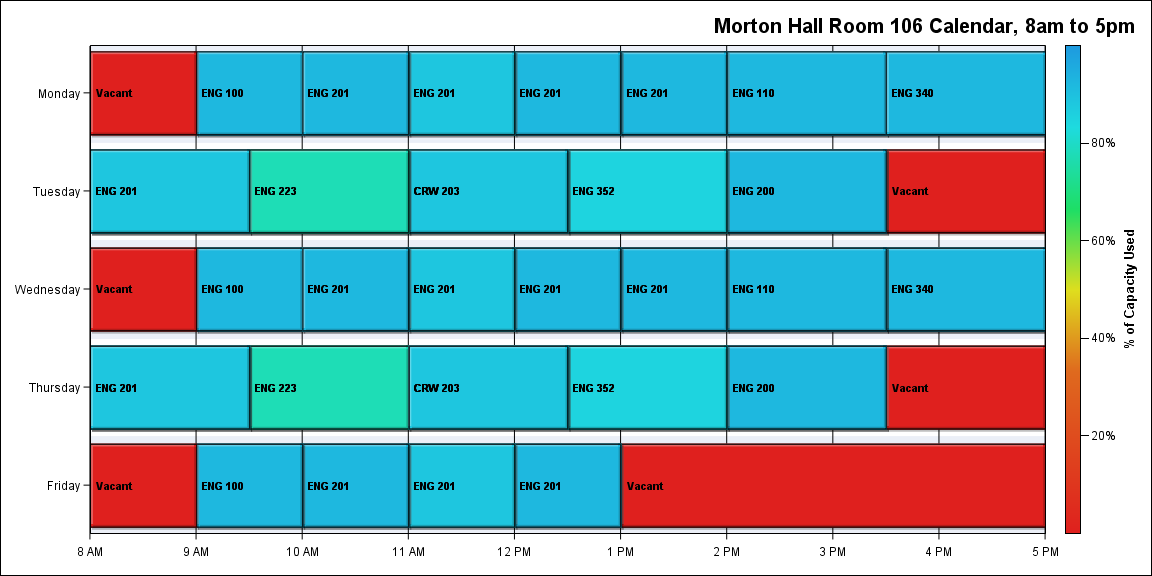 Morton Hall Room 106 Calendar, 8am to 5pm
Monday
Vacant
ENG 100
ENG 201
ENG 201
ENG 201
ENG 201
ENG 110
ENG 340
Tuesday
ENG 201
ENG 223
CRW 203
ENG 352
ENG 200
Vacant
Wednesday
Vacant
ENG 100
ENG 201
ENG 201
ENG 201
ENG 201
ENG 110
ENG 340
Thursday
ENG 201
ENG 223
CRW 203
ENG 352
ENG 200
Vacant
Friday
Vacant
ENG 100
ENG 201
ENG 201
ENG 201
Vacant
8 AM
9 AM
10 AM
11 AM
12 PM
1 PM
2 PM
3 PM
4 PM
5 PM
80%
60%
40%
20%
% of Capacity Used